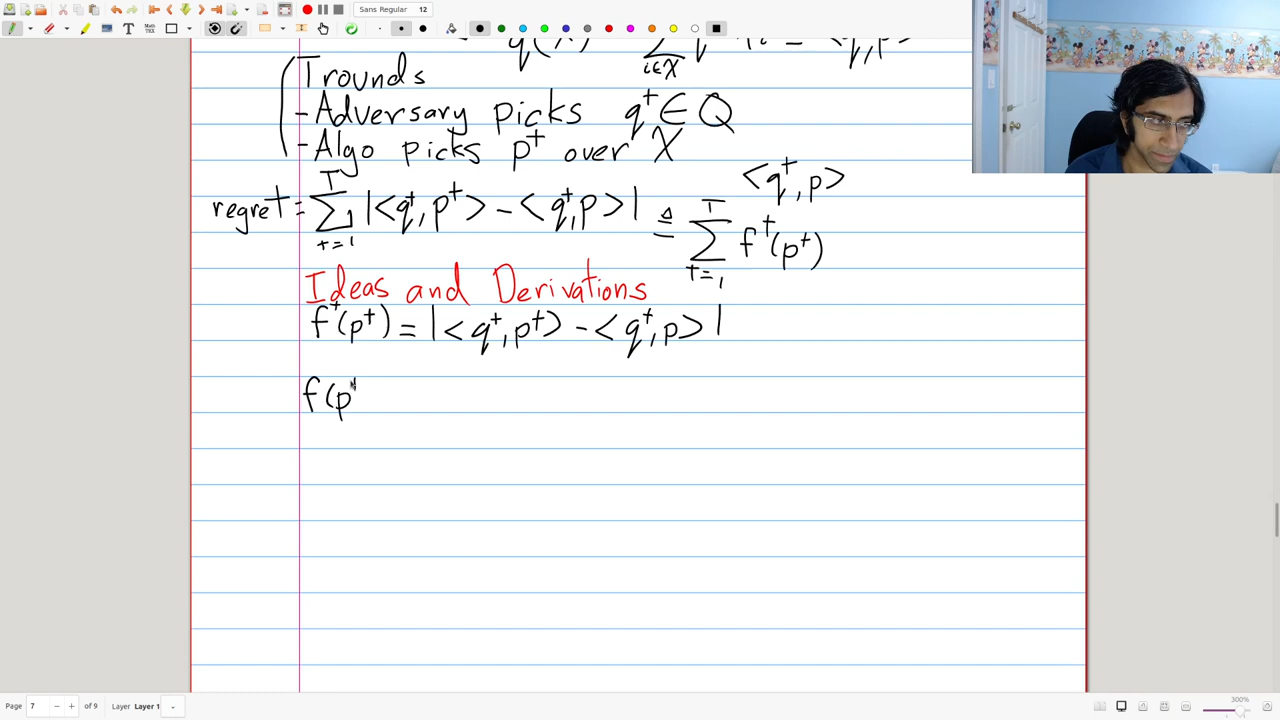 Sans Regular 12
q(X) Σ i∈X q = <q,p>
T rounds
- Adversary picks q^t ∈ Q
- Algo picks p^t over X
<q^t, p>
regret = Σ_{t=1}^T |<q^t, p^t> - <q^t, p>| ≜ Σ_{t=1}^T f^t(p^t)
Ideas and Derivations
f^t(p^t) = |<q^t, p^t> - <q^t, p>|
f(p^t
Page 7 of 9 Layer Layer 1 300%